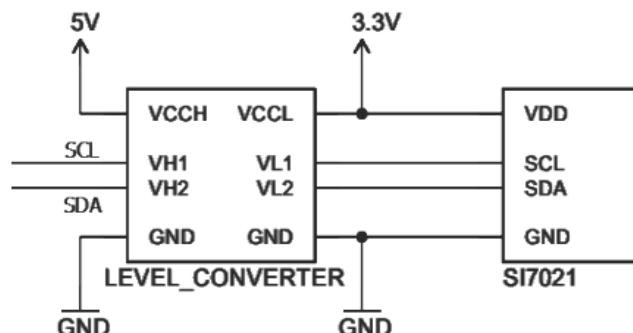 5V 3.3V
VCCH VCCL VDD
SCL VH1 VL1 SCL
VH2 VL2 SDA
SDA
GND GND GND
LEVEL_CONVERTER SI7021
GND GND